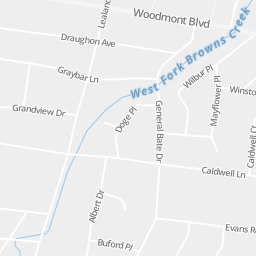 Woodmont Blvd
Lealand
Draughon Ave
West Fork Browns Creek
Graybar Ln
Wilbur Pl
Winsto
Grandview Dr
Doge Pl
General Bate Dr
Mayflower Pl
Caldwell C
Caldwell Ln
Albert Dr
Evans R
Buford Pl